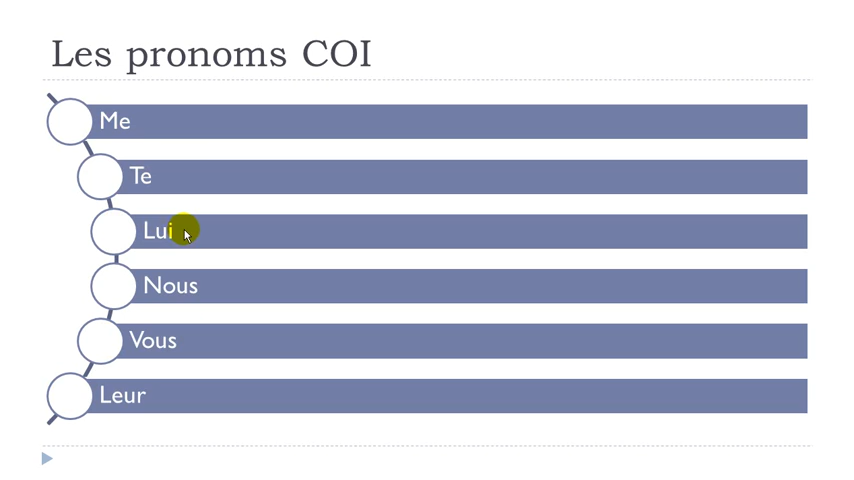 Les pronoms COI
Me
Te
Lui
Nous
Vous
Leur